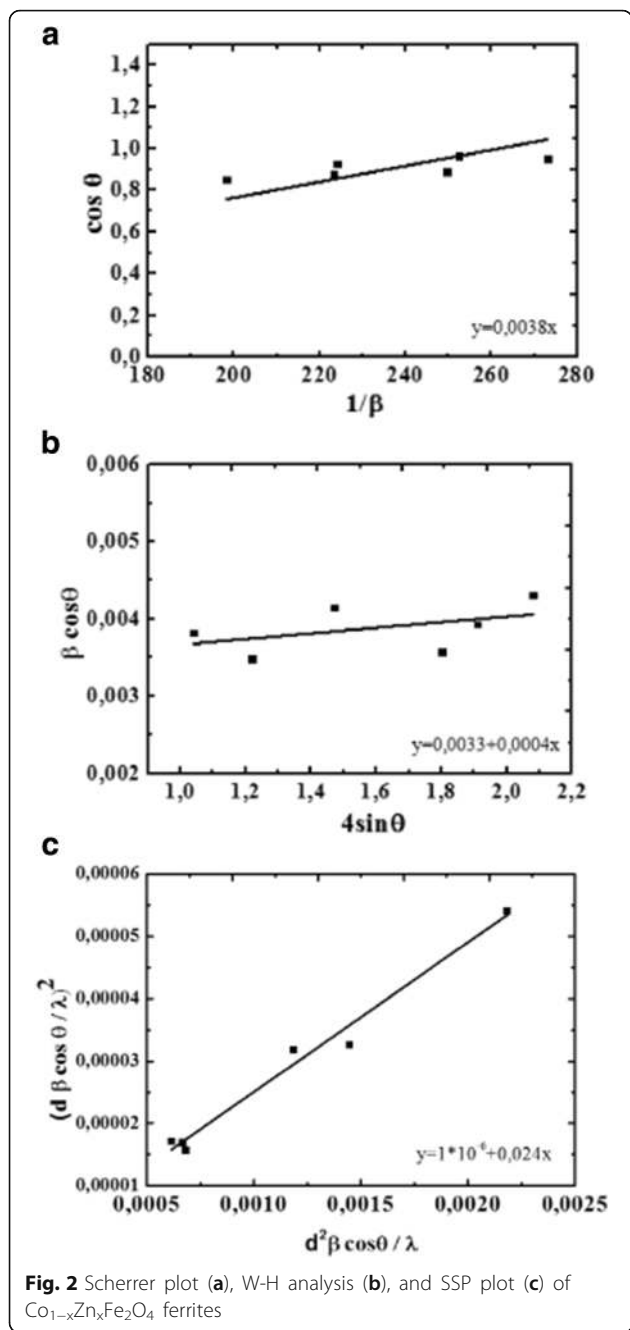 a
1,4
1,2
1,0
0,8
0,6
0,4
0,2
0,0
cos θ
180 200 220 240 260 280
1/β
y=0,0038x
b
0,006
0,005
0,004
0,003
0,002
β cosθ
1,0 1,2 1,4 1,6 1,8 2,0 2,2
4sinθ
y=0,0033+0,0004x
c
0,00006
0,00005
0,00004
0,00003
0,00002
0,00001
(d β cos θ / λ)²
0,0005 0,0010 0,0015 0,0020 0,0025
d²β cosθ / λ
y=1*10⁻⁶+0,024x
Fig. 2 Scherrer plot (a), W-H analysis (b), and SSP plot (c) of
Co₁₋ₓZnₓFe₂O₄ ferrites